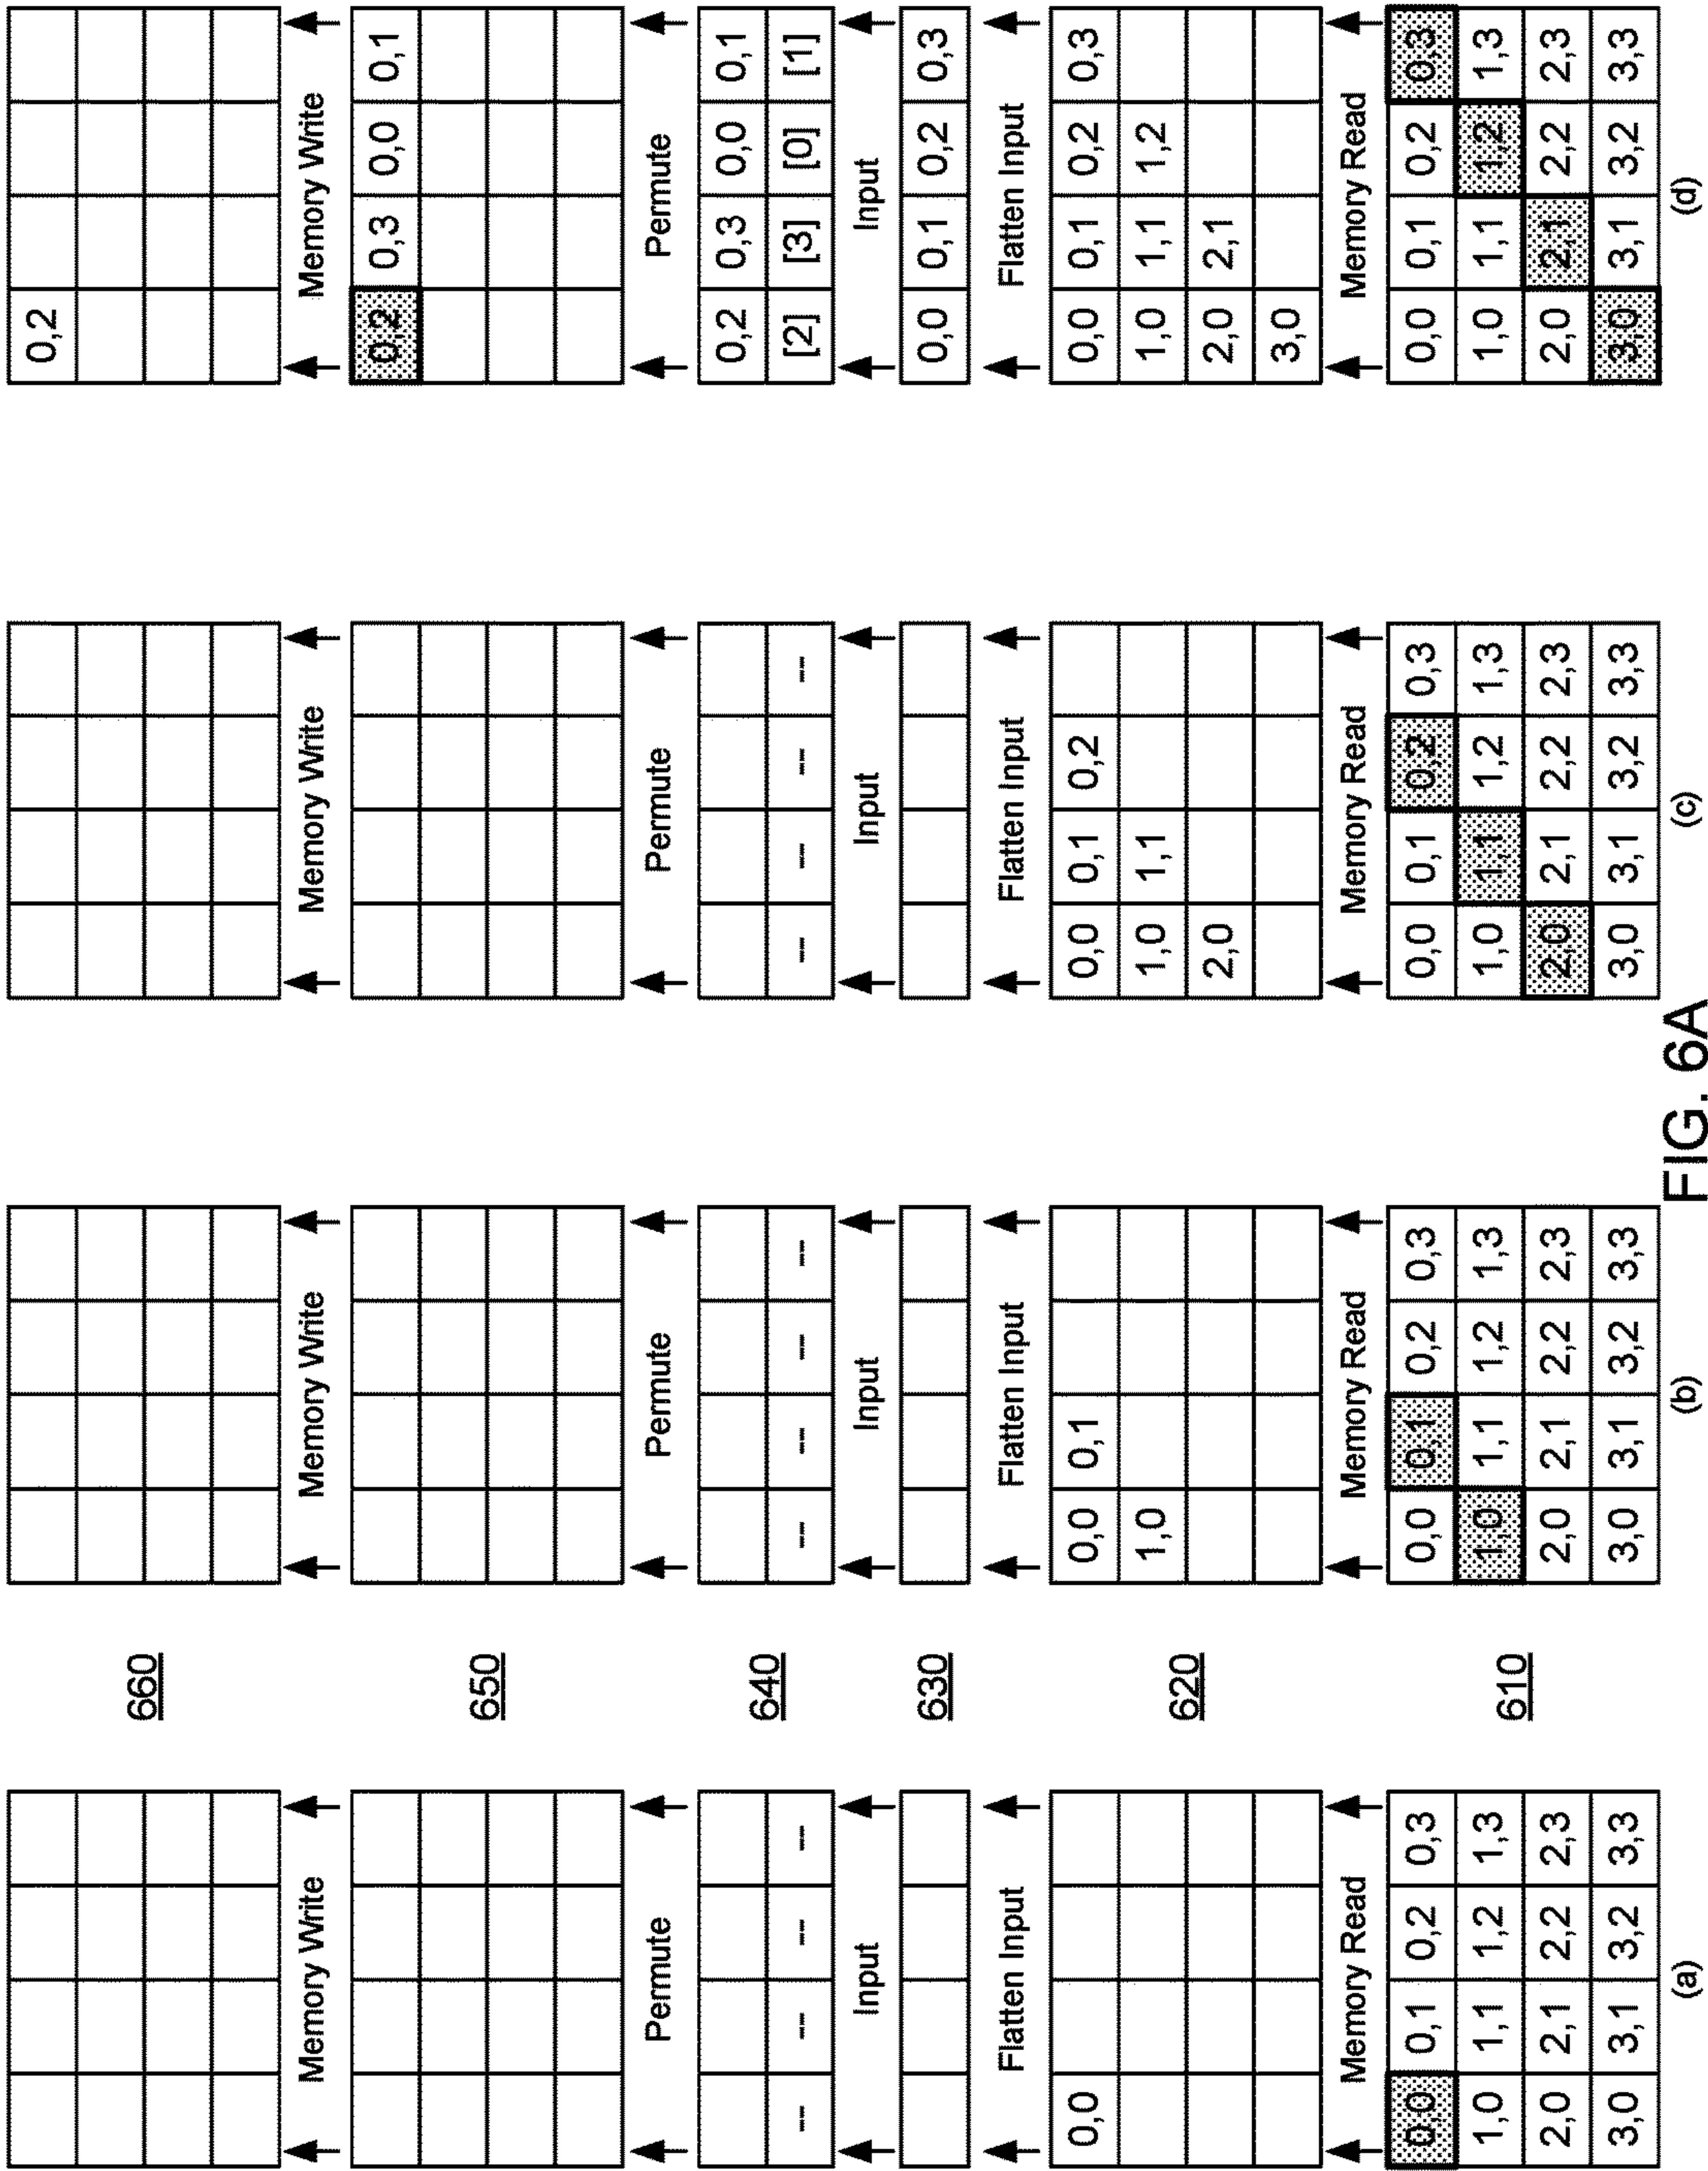 Memory Write
Permute
-- -- -- --
Input
Flatten Input
0,0
Memory Read
0,0 0,1 0,2 0,3
1,0 1,1 1,2 1,3
2,0 2,1 2,2 2,3
3,0 3,1 3,2 3,3
(a)
660
650
640
630
620
610
Memory Write
Permute
-- -- -- --
Input
Flatten Input
0,0 0,1
1,0
Memory Read
0,0 0,1 0,2 0,3
1,0 1,1 1,2 1,3
2,0 2,1 2,2 2,3
3,0 3,1 3,2 3,3
(b)
Memory Write
Permute
-- -- -- --
Input
Flatten Input
0,0 0,1 0,2
1,0 1,1
2,0
Memory Read
0,0 0,1 0,2 0,3
1,0 1,1 1,2 1,3
2,0 2,1 2,2 2,3
3,0 3,1 3,2 3,3
(c)
0,2
Memory Write
0,2 0,3 0,0 0,1
Permute
0,2 0,3 0,0 0,1
[2] [3] [0] [1]
Input
0,0 0,1 0,2 0,3
Flatten Input
0,0 0,1 0,2 0,3
1,0 1,1 1,2
2,0 2,1
3,0
Memory Read
0,0 0,1 0,2 0,3
1,0 1,1 1,2 1,3
2,0 2,1 2,2 2,3
3,0 3,1 3,2 3,3
(d)
FIG. 6A